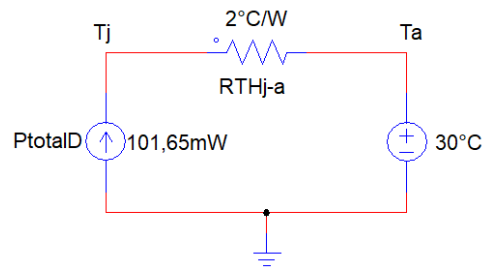 2°C/W
Tj
Ta
RTHj-a
PtotalD
101,65mW
30°C